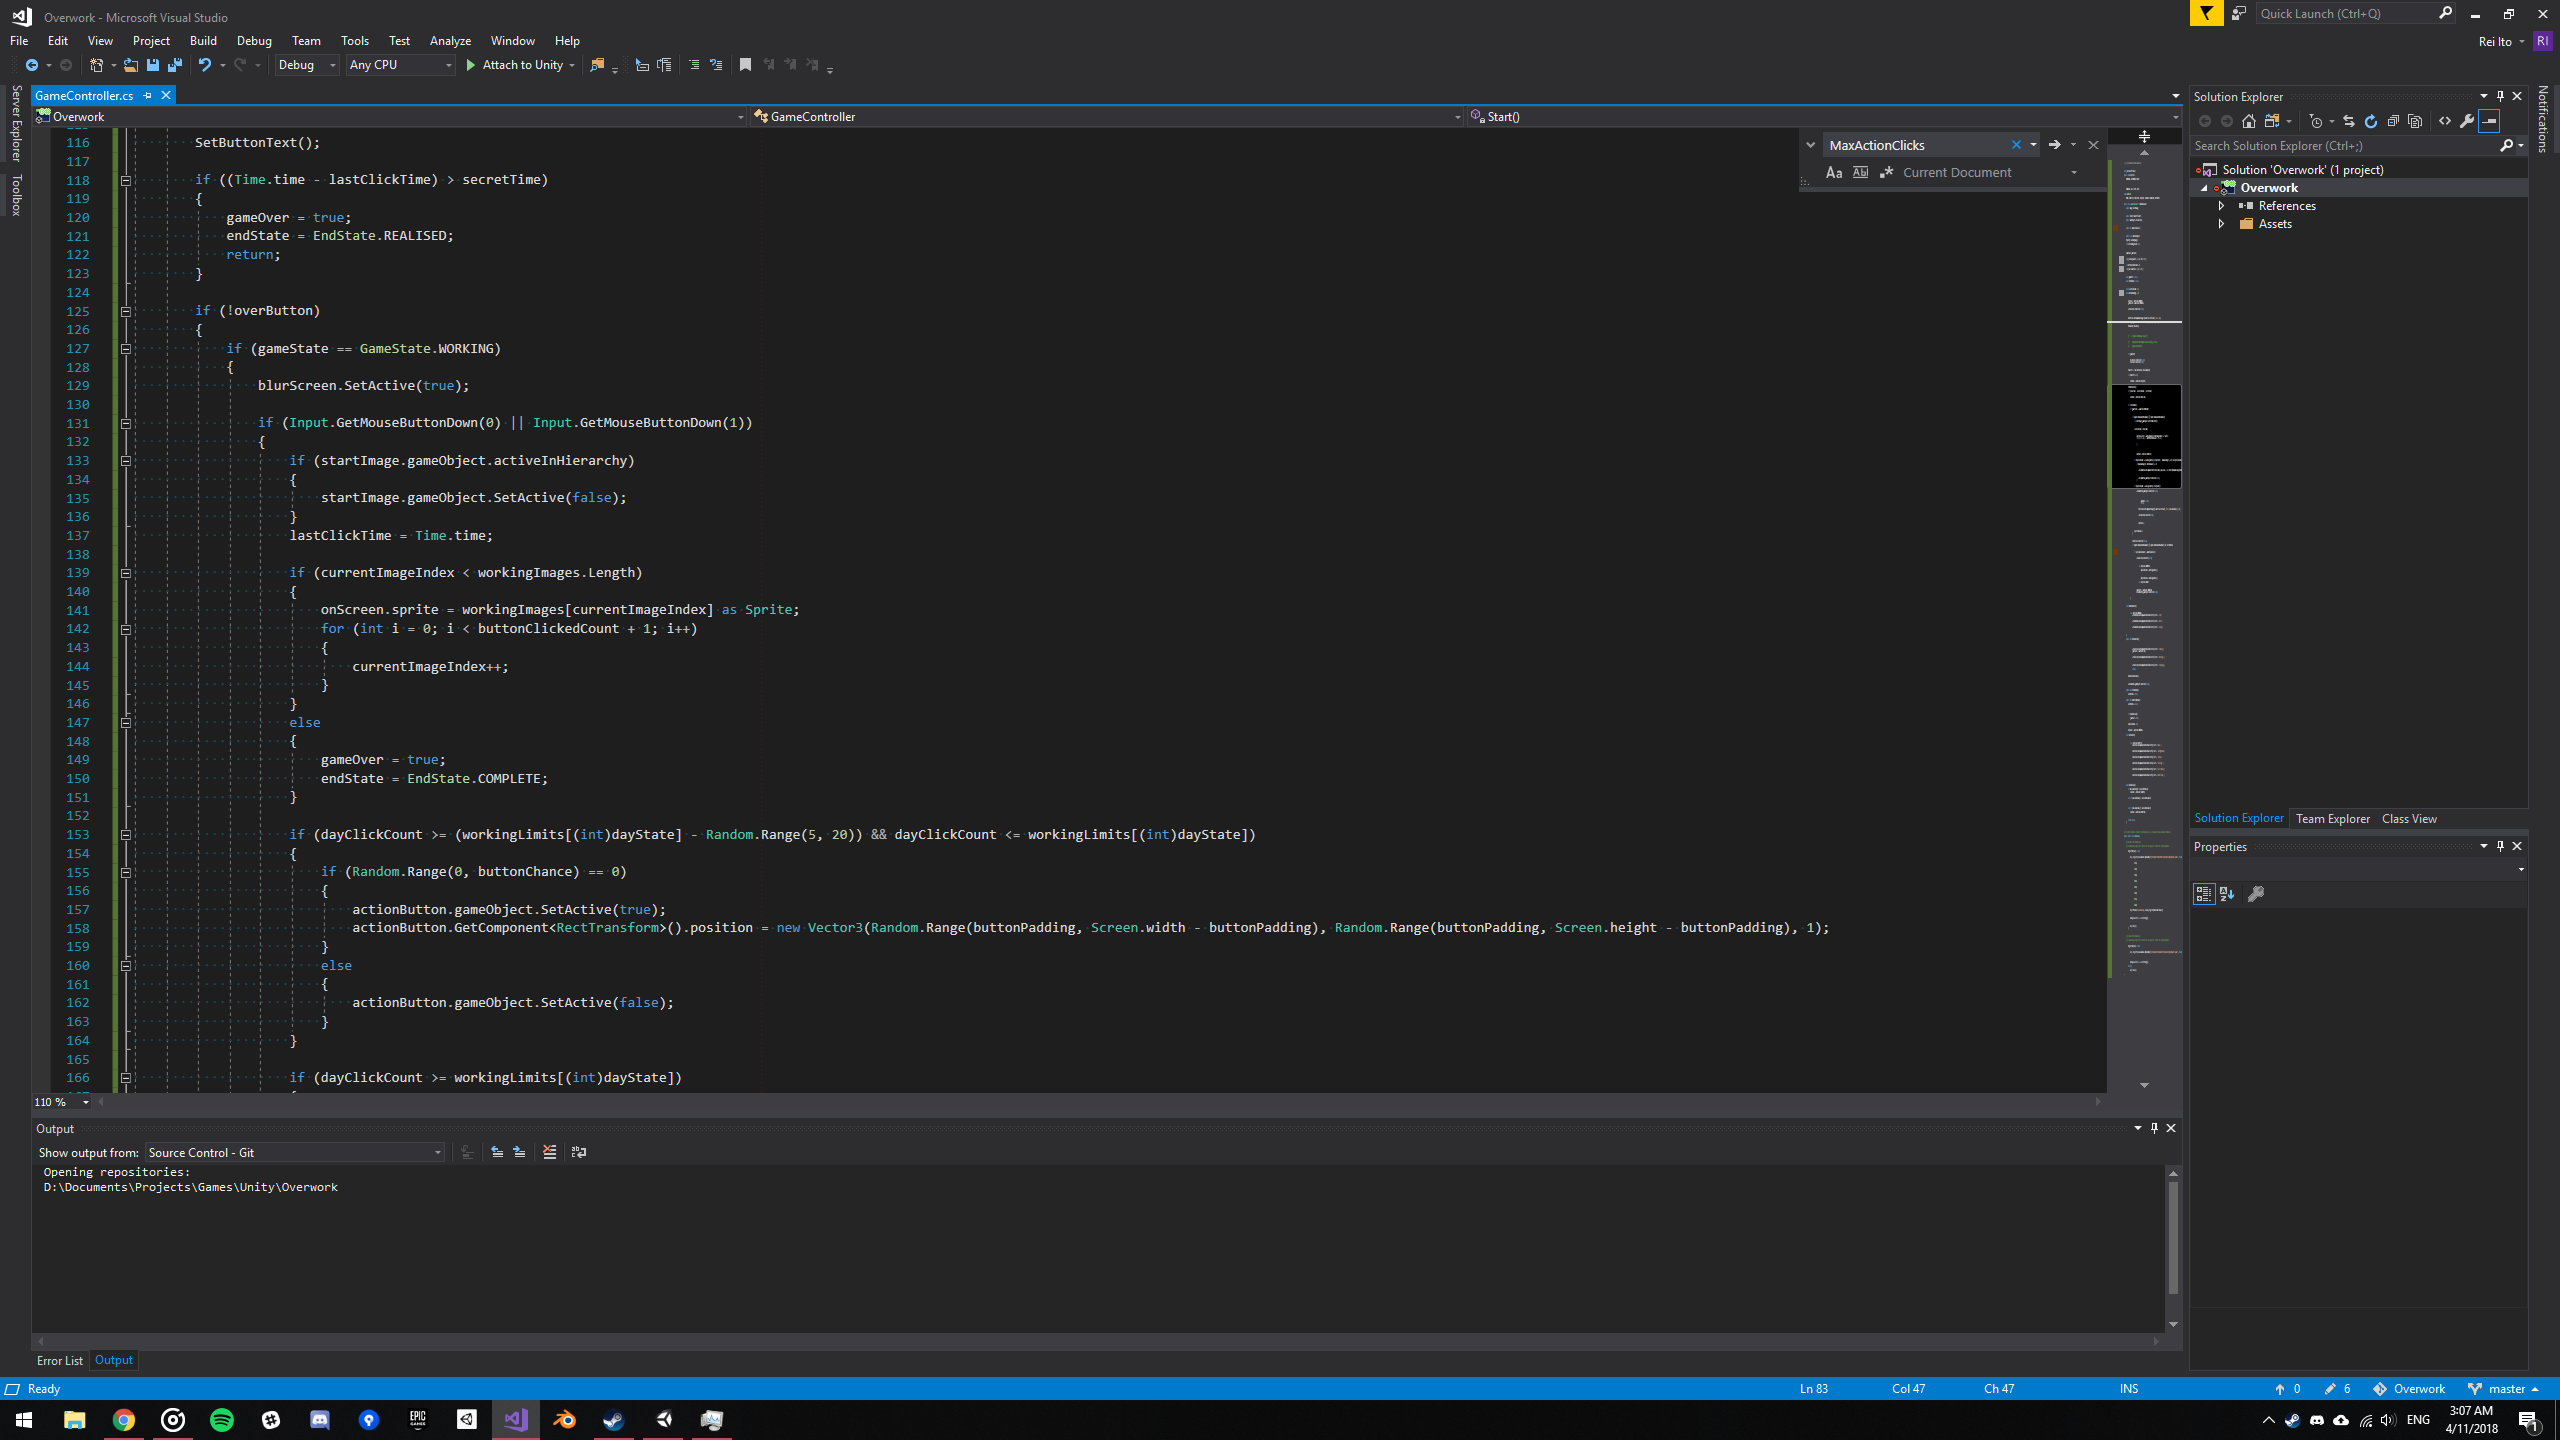 Overwork - Microsoft Visual Studio
Quick Launch (Ctrl+Q)
File Edit View Project Build Debug Team Tools Test Analyze Window Help
Rei Ito RI
Debug Any CPU Attach to Unity
Server Explorer
Toolbox
Notifications
GameController.cs
Overwork GameController Start()
MaxActionClicks
Aa Current Document
116 SetButtonText();
117
118 if ((Time.time - lastClickTime) > secretTime)
119 {
120 gameOver = true;
121 endState = EndState.REALISED;
122 return;
123 }
124
125 if (!overButton)
126 {
127 if (gameState == GameState.WORKING)
128 {
129 blurScreen.SetActive(true);
130
131 if (Input.GetMouseButtonDown(0) || Input.GetMouseButtonDown(1))
132 {
133 if (startImage.gameObject.activeInHierarchy)
134 {
135 startImage.gameObject.SetActive(false);
136 }
137 lastClickTime = Time.time;
138
139 if (currentImageIndex < workingImages.Length)
140 {
141 onScreen.sprite = workingImages[currentImageIndex] as Sprite;
142 for (int i = 0; i < buttonClickedCount + 1; i++)
143 {
144 currentImageIndex++;
145 }
146 }
147 else
148 {
149 gameOver = true;
150 endState = EndState.COMPLETE;
151 }
152
153 if (dayClickCount >= (workingLimits[(int)dayState] - Random.Range(5, 20)) && dayClickCount <= workingLimits[(int)dayState])
154 {
155 if (Random.Range(0, buttonChance) == 0)
156 {
157 actionButton.gameObject.SetActive(true);
158 actionButton.GetComponent<RectTransform>().position = new Vector3(Random.Range(buttonPadding, Screen.width - buttonPadding), Random.Range(buttonPadding, Screen.height - buttonPadding), 1);
159 }
160 else
161 {
162 actionButton.gameObject.SetActive(false);
163 }
164 }
165
166 if (dayClickCount >= workingLimits[(int)dayState])
110 %
Output
Show output from: Source Control - Git
Opening repositories:
D:\Documents\Projects\Games\Unity\Overwork
Error List Output
Solution Explorer
Search Solution Explorer (Ctrl+;)
Solution 'Overwork' (1 project)
Overwork
References
Assets
Solution Explorer Team Explorer Class View
Properties
Ready Ln 83 Col 47 Ch 47 INS 0 6 Overwork master
EPIC GAMES
ENG
3:07 AM
4/11/2018
1